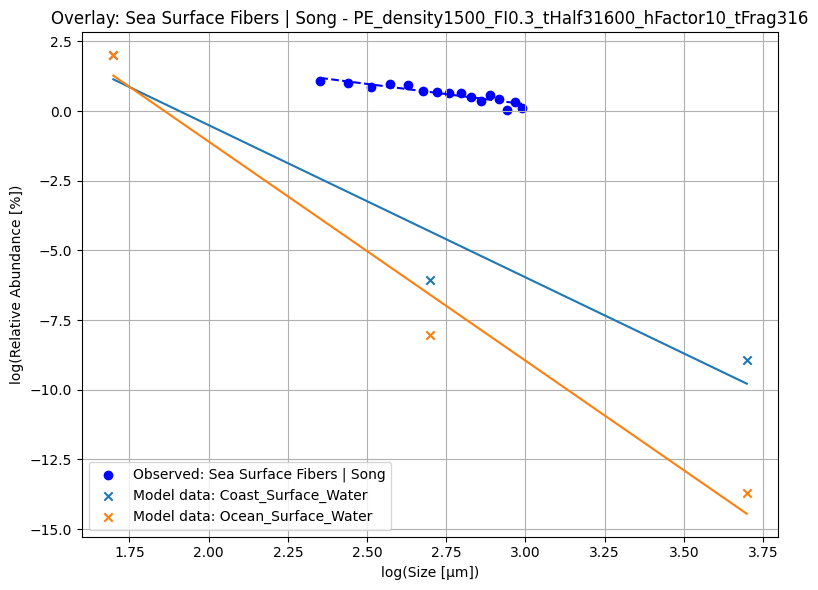 Overlay: Sea Surface Fibers | Song - PE_density1500_FI0.3_tHalf31600_hFactor10_tFrag316
log(Relative Abundance [%])
2.5
0.0
−2.5
−5.0
−7.5
−10.0
−12.5
−15.0
Observed: Sea Surface Fibers | Song
Model data: Coast_Surface_Water
Model data: Ocean_Surface_Water
1.75 2.00 2.25 2.50 2.75 3.00 3.25 3.50 3.75
log(Size [µm])